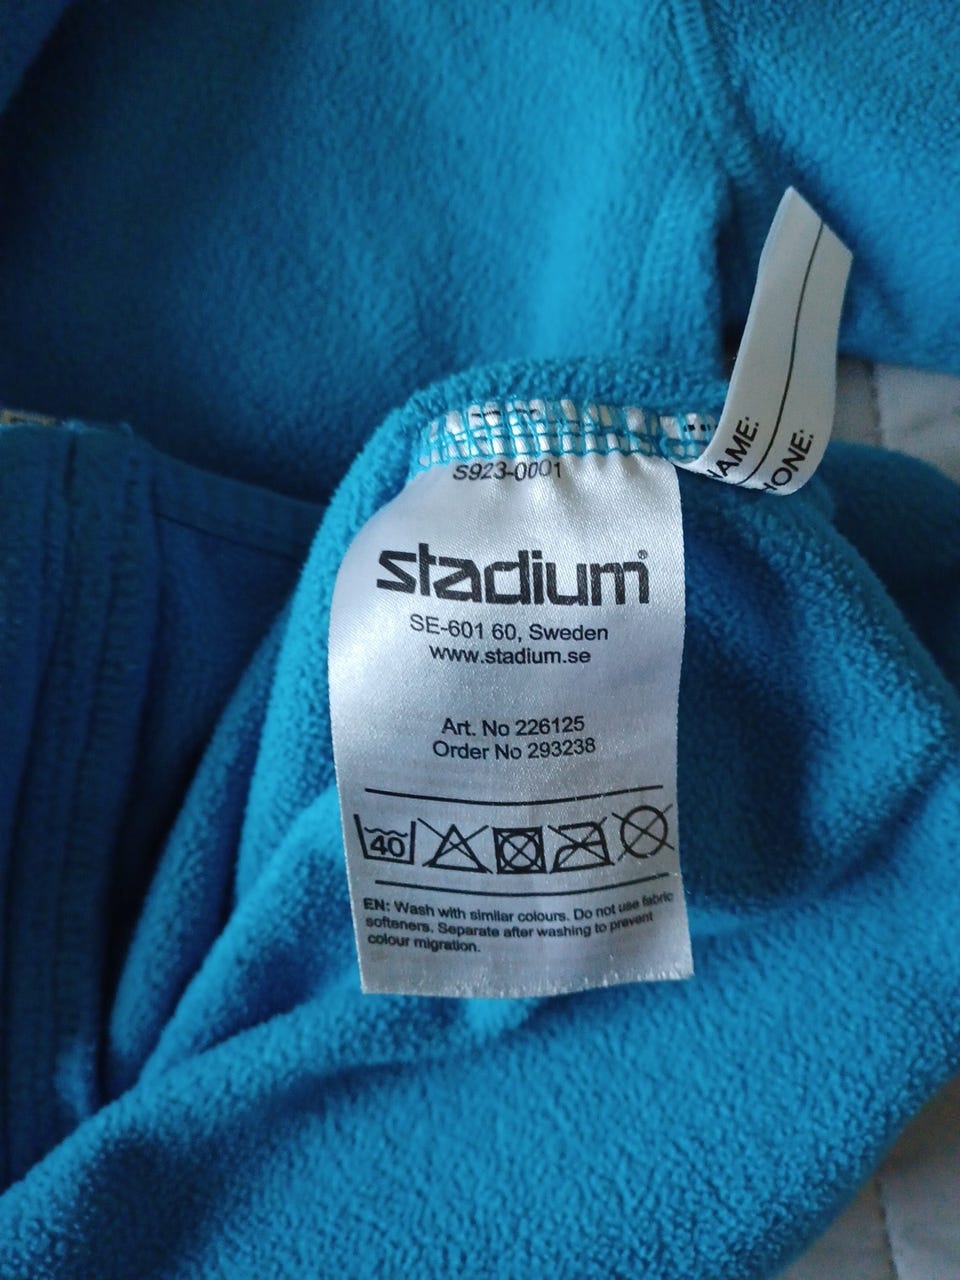 S923-0001
stadium®
SE-601 60, Sweden
www.stadium.se
Art. No 226125
Order No 293238
40
EN: Wash with similar colours. Do not use fabric
softeners. Separate after washing to prevent
colour migration.
NAME:
HONE: